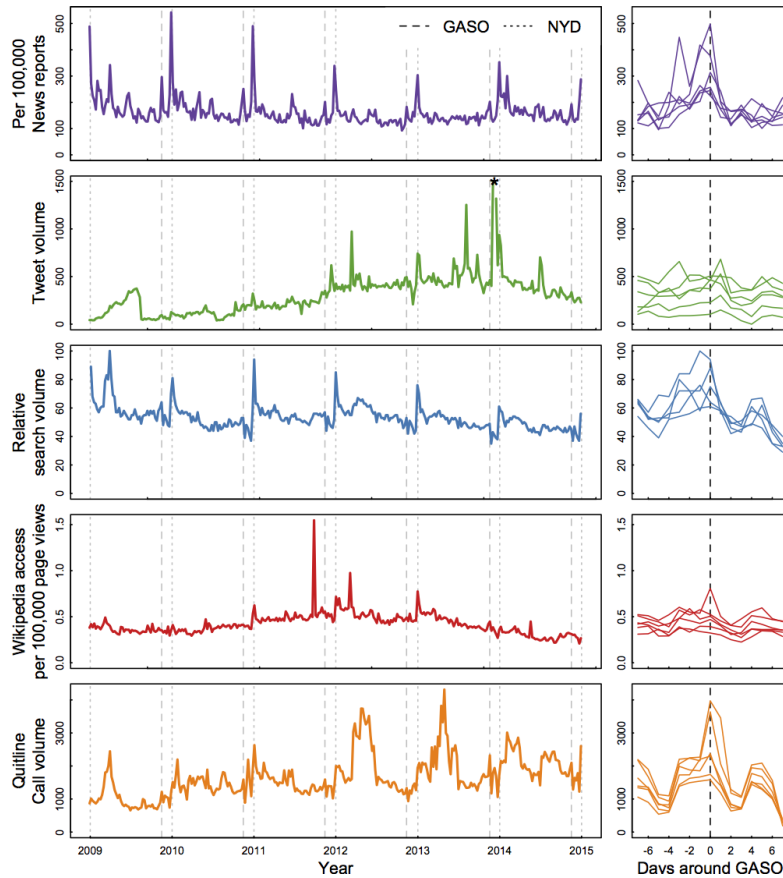 GASO
NYD
Per 100,000
News reports
500
300
100
0
Tweet volume
1500
500
0
*
Relative
search volume
100
80
60
40
20
0
Wikipedia access
per 100,000 page views
1.5
1.0
0.5
0.0
Quitline
Call volume
3000
1000
0
2009
2010
2011
2012
2013
2014
2015
Year
-6
-4
-2
0
2
4
6
Days around GASO